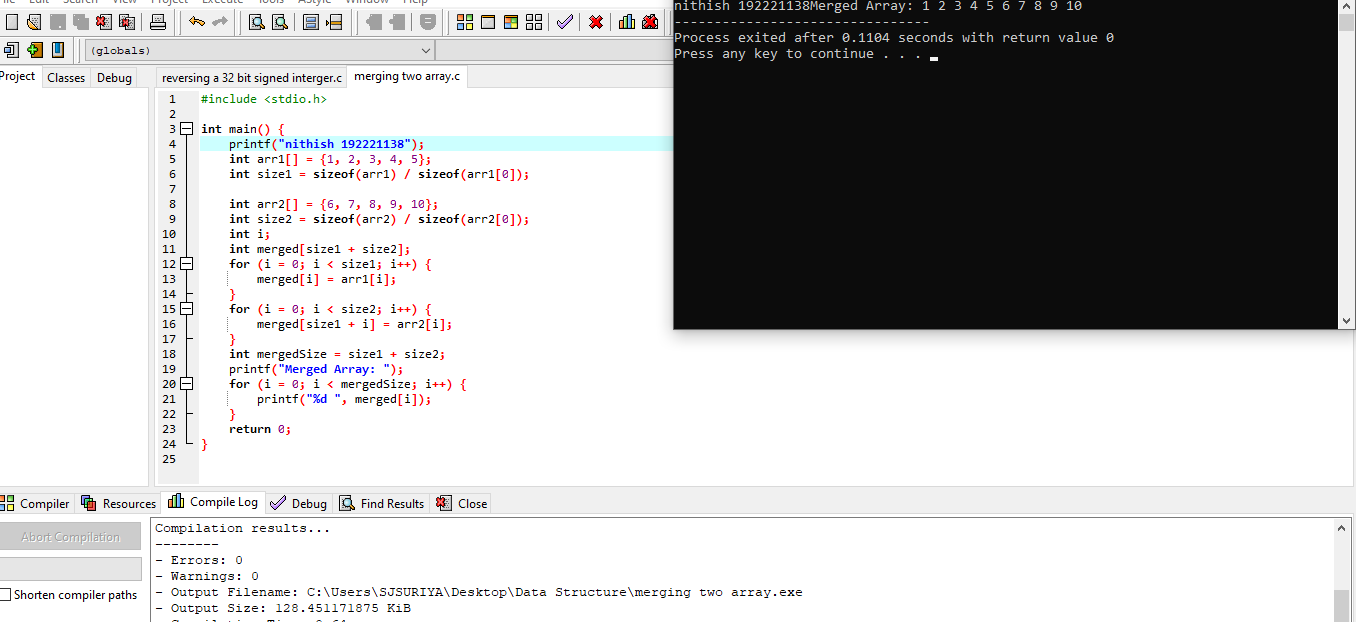 nithish 192221138Merged Array: 1 2 3 4 5 6 7 8 9 10
--------------------------------
Process exited after 0.1104 seconds with return value 0
Press any key to continue . . .
(globals)
Project Classes Debug
reversing a 32 bit signed interger.c merging two array.c
1 #include <stdio.h>
2
3 int main() {
4 printf("nithish 192221138");
5 int arr1[] = {1, 2, 3, 4, 5};
6 int size1 = sizeof(arr1) / sizeof(arr1[0]);
7
8 int arr2[] = {6, 7, 8, 9, 10};
9 int size2 = sizeof(arr2) / sizeof(arr2[0]);
10 int i;
11 int merged[size1 + size2];
12 for (i = 0; i < size1; i++) {
13 merged[i] = arr1[i];
14 }
15 for (i = 0; i < size2; i++) {
16 merged[size1 + i] = arr2[i];
17 }
18 int mergedSize = size1 + size2;
19 printf("Merged Array: ");
20 for (i = 0; i < mergedSize; i++) {
21 printf("%d ", merged[i]);
22 }
23 return 0;
24 }
25
Compiler Resources Compile Log Debug Find Results Close
Abort Compilation
Shorten compiler paths
Compilation results...
--------
- Errors: 0
- Warnings: 0
- Output Filename: C:\Users\SJSURIYA\Desktop\Data Structure\merging two array.exe
- Output Size: 128.451171875 KiB